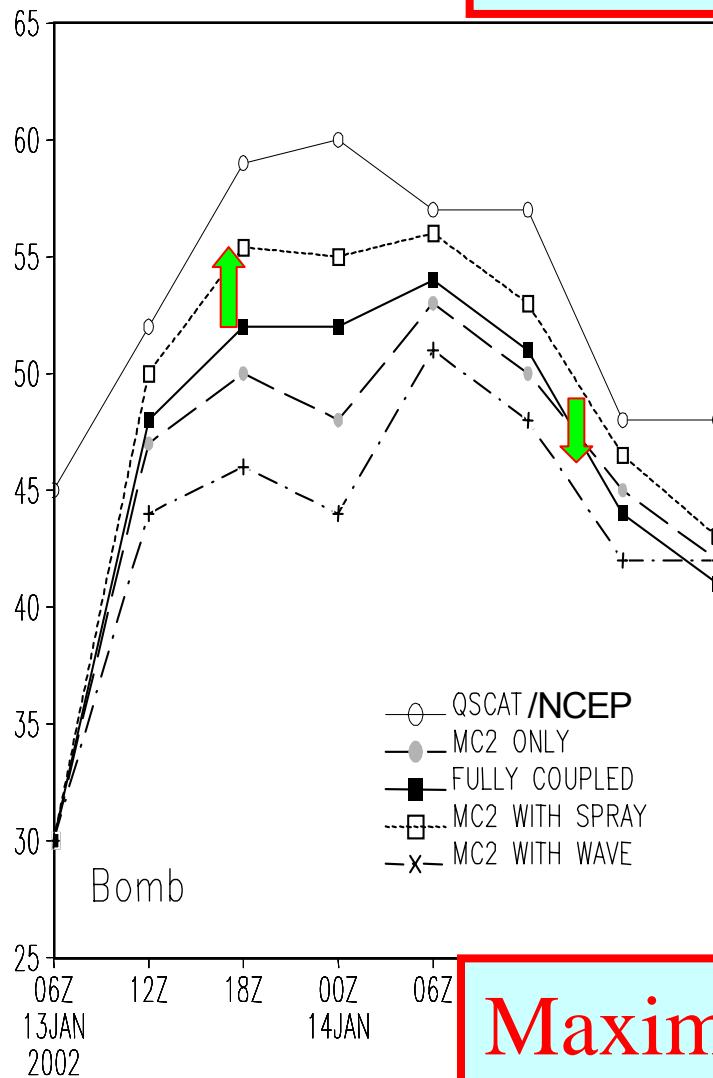 65
60
55
50
45
40
35
30
25
QSCAT /NCEP
MC2 ONLY
FULLY COUPLED
MC2 WITH SPRAY
MC2 WITH WAVE
Bomb
06Z 12Z 18Z 00Z 06Z
13JAN 14JAN
2002
Maxim